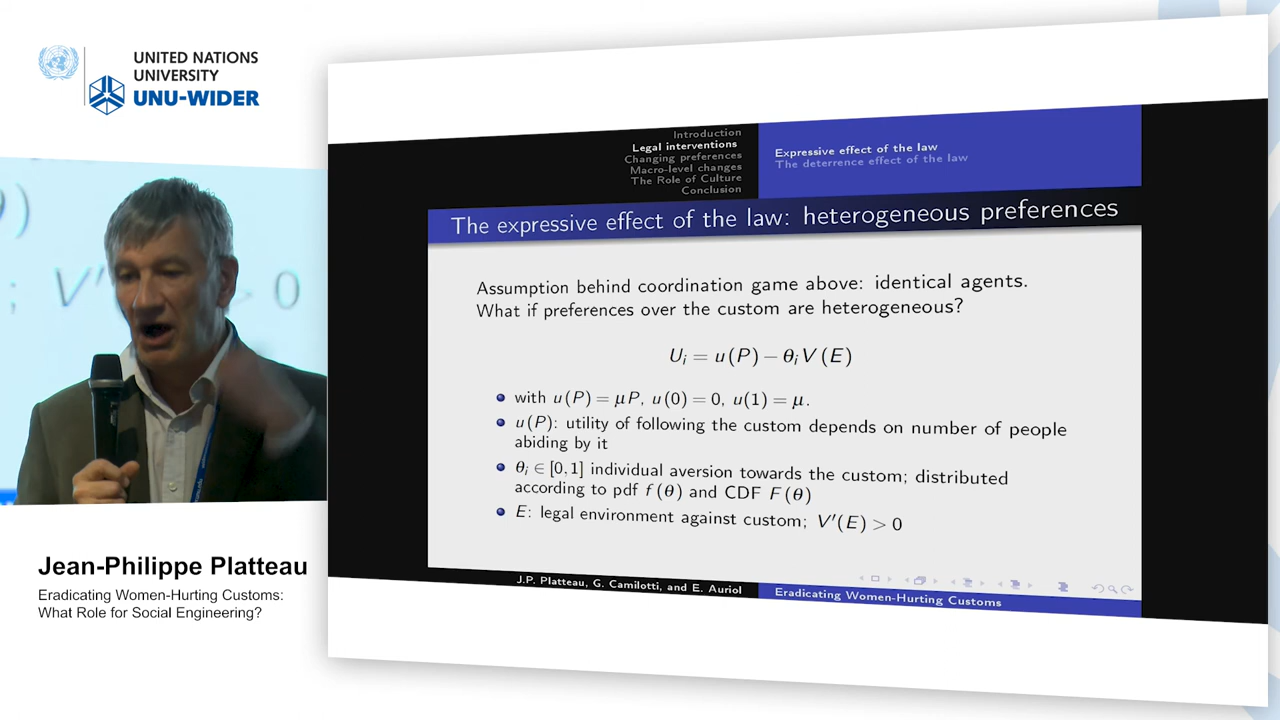 UNITED NATIONS
UNIVERSITY
UNU-WIDER
; V′ > 0
Jean-Philippe Platteau
Eradicating Women-Hurting Customs:
What Role for Social Engineering?
Introduction
Legal interventions
Changing preferences
Macro-level changes
The Role of Culture
Conclusion
Expressive effect of the law
The deterrence effect of the law
The expressive effect of the law: heterogeneous preferences
Assumption behind coordination game above: identical agents.
What if preferences over the custom are heterogeneous?
Uᵢ = u(P) − θᵢV(E)
with u(P) = μP, u(0) = 0, u(1) = μ.
u(P): utility of following the custom depends on number of people
abiding by it
θᵢ ∈ [0,1] individual aversion towards the custom; distributed
according to pdf f(θ) and CDF F(θ)
E: legal environment against custom; V′(E) > 0
J.P. Platteau, G. Camilotti, and E. Auriol
Eradicating Women-Hurting Customs